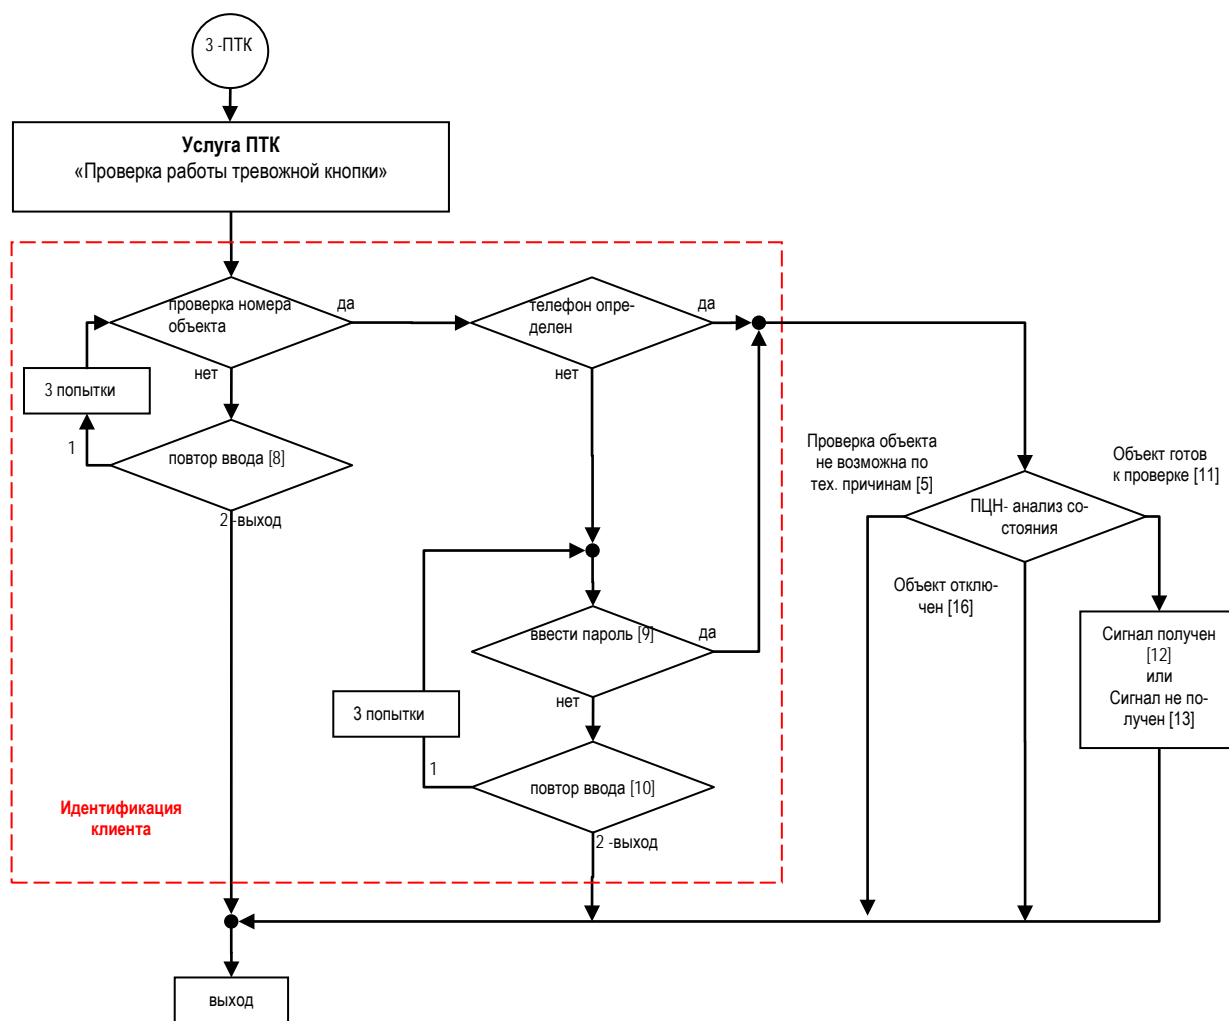 3 -ПТК
Услуга ПТК
«Проверка работы тревожной кнопки»
проверка номера
объекта
да
телефон опре-
делен
да
нет
нет
3 попытки
1
повтор ввода [8]
2 -выход
Проверка объекта
не возможна по
тех. причинам [5]
Объект готов
к проверке [11]
ПЦН- анализ со-
стояния
Объект отклю-
чен [16]
ввести пароль [9]
да
нет
Сигнал получен
[12]
или
Сигнал не по-
лучен [13]
3 попытки
1
повтор ввода [10]
2 -выход
Идентификация
клиента
выход